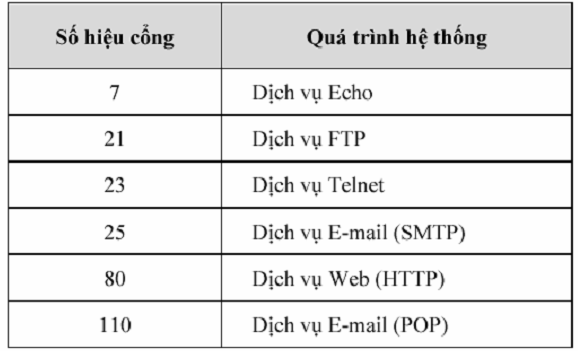 Số hiệu cổng Quá trình hệ thống
7 Dịch vụ Echo
21 Dịch vụ FTP
23 Dịch vụ Telnet
25 Dịch vụ E-mail (SMTP)
80 Dịch vụ Web (HTTP)
110 Dịch vụ E-mail (POP)